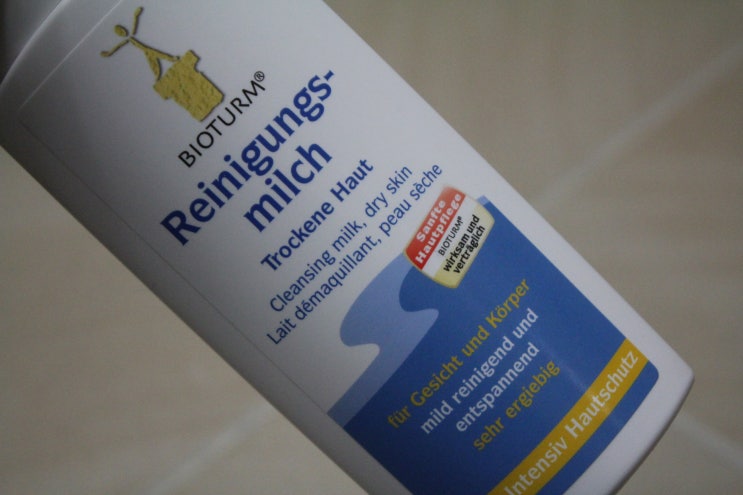 BIOTURM®
Reinigungs-
milch
Trockene Haut
Cleansing milk, dry skin
Lait démaquillant, peau sèche
Sanfte
Hautpflege
BIOTURM®
wirksam und
verträglich
für Gesicht und Körper
mild reinigend und
entspannend
sehr ergiebig
Intensiv Hautschutz